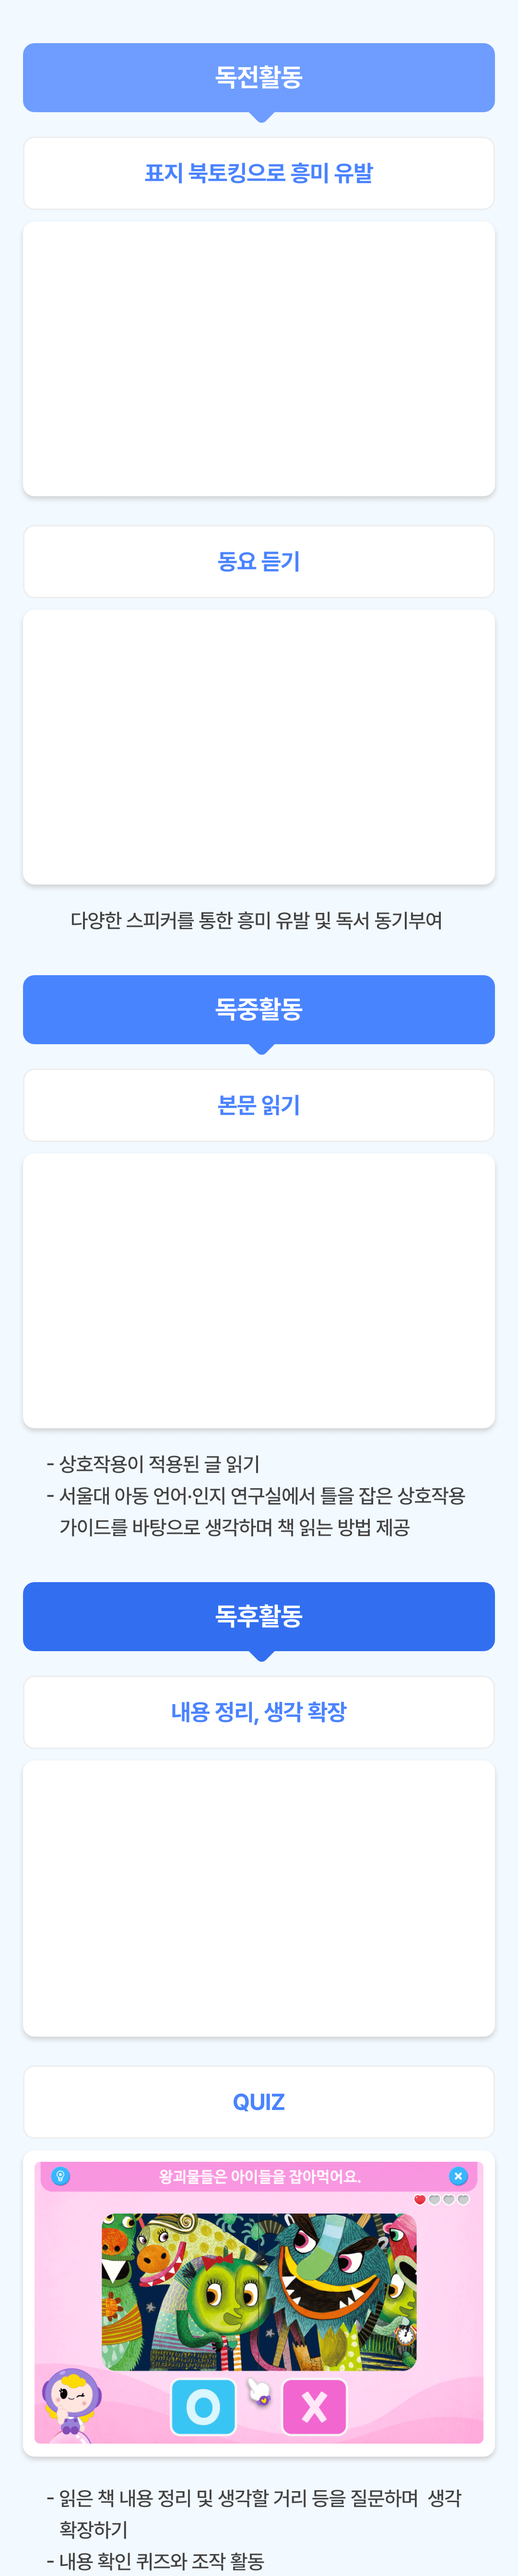 독전활동
표지 북토킹으로 흥미 유발
동요 듣기
다양한 스피커를 통한 흥미 유발 및 독서 동기부여
독중활동
본문 읽기
- 상호작용이 적용된 글 읽기
- 서울대 아동 언어·인지 연구실에서 틀을 잡은 상호작용
가이드를 바탕으로 생각하며 책 읽는 방법 제공
독후활동
내용 정리, 생각 확장
QUIZ
왕괴물들은 아이들을 잡아먹어요.
O X
- 읽은 책 내용 정리 및 생각할 거리 등을 질문하며 생각
확장하기
- 내용 확인 퀴즈와 조작 활동